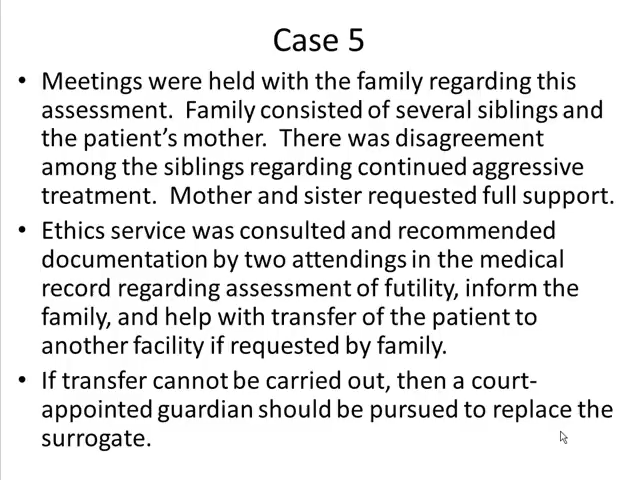 Case 5
• Meetings were held with the family regarding this
assessment.  Family consisted of several siblings and
the patient's mother.  There was disagreement
among the siblings regarding continued aggressive
treatment.  Mother and sister requested full support.
• Ethics service was consulted and recommended
documentation by two attendings in the medical
record regarding assessment of futility, inform the
family, and help with transfer of the patient to
another facility if requested by family.
• If transfer cannot be carried out, then a court-
appointed guardian should be pursued to replace the
surrogate.